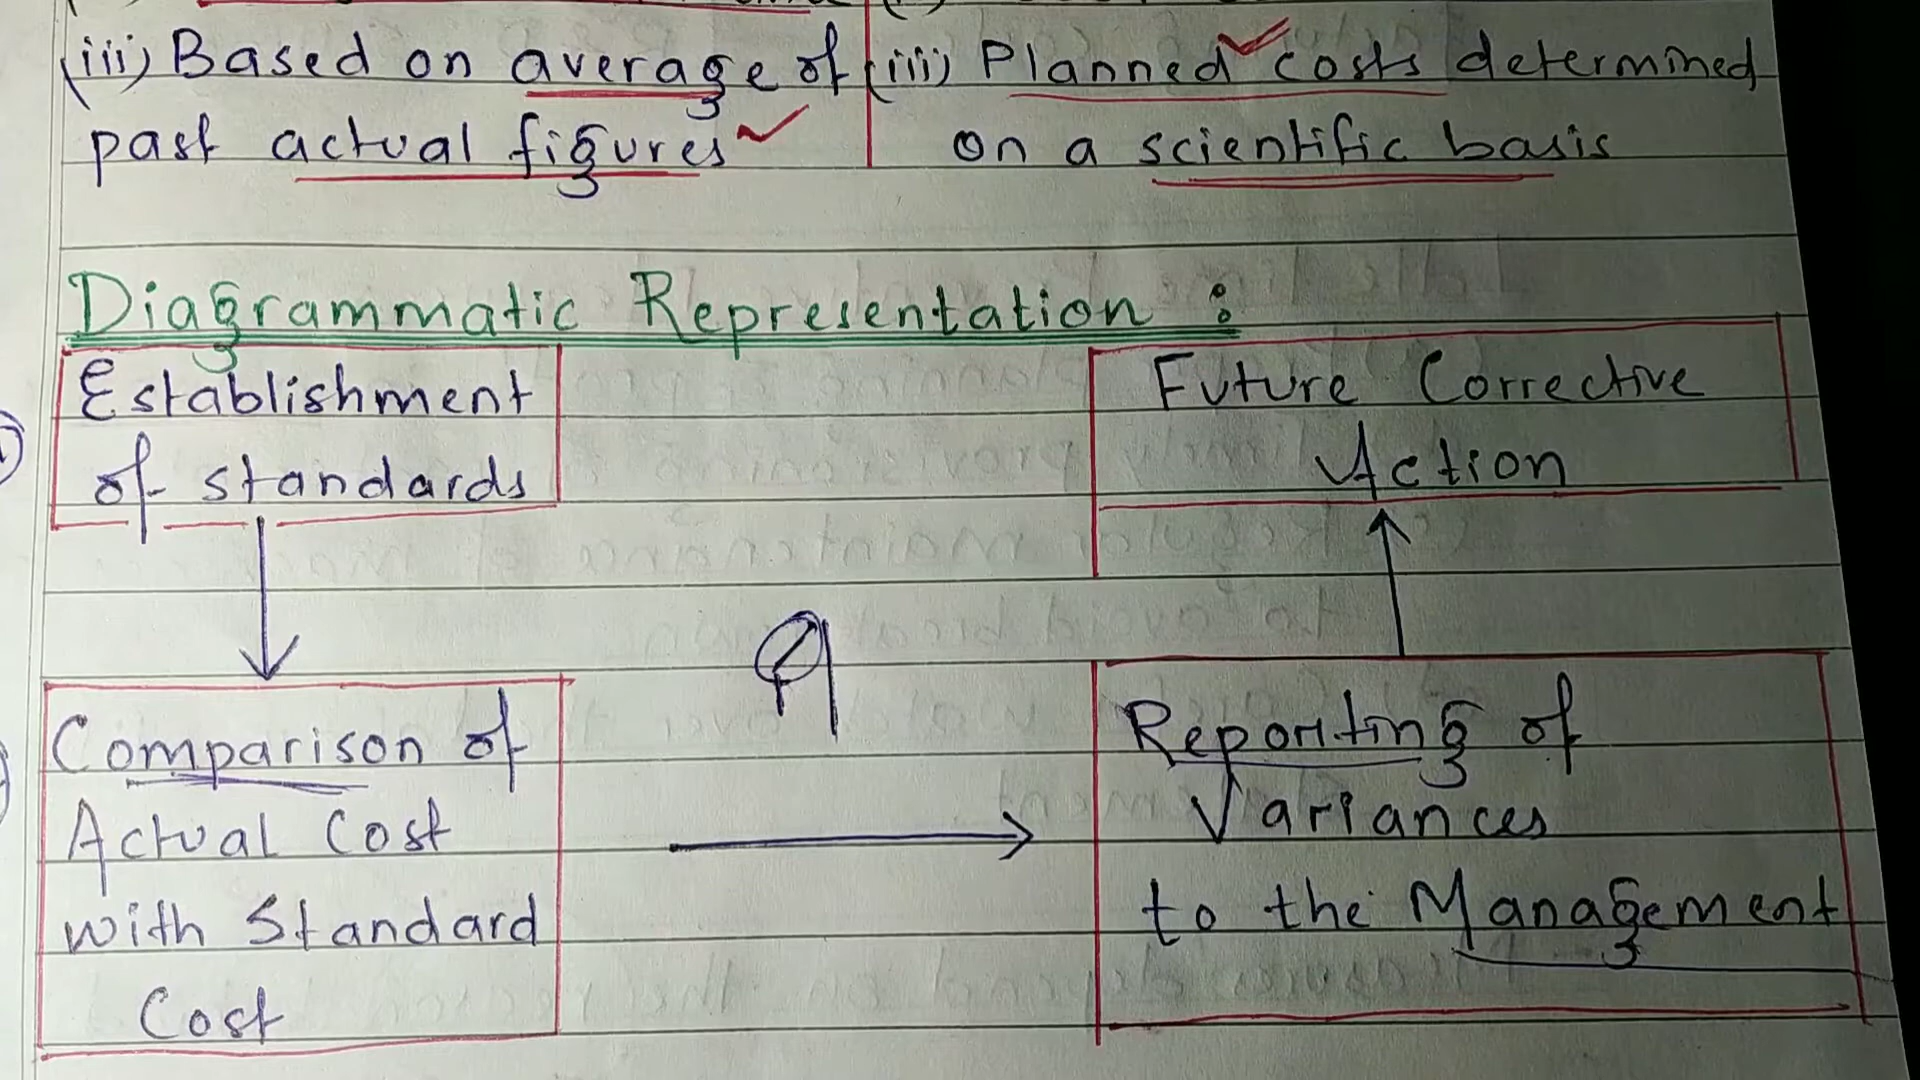 (iii) Based on average of
past actual figures
(iii) Planned costs determined
on a scientific basis
Diagrammatic Representation :
Establishment
of standards
Comparison of
Actual Cost
with Standard
Cost
Reporting of
Variances
to the Management
Future Corrective
Action